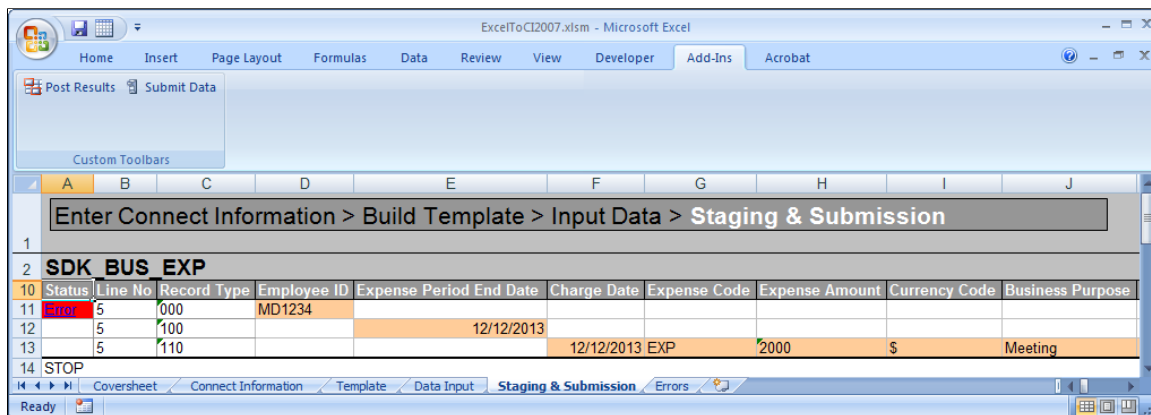 ExcelToCI2007.xlsm - Microsoft Excel
Home Insert Page Layout Formulas Data Review View Developer Add-Ins Acrobat
Post Results Submit Data
Custom Toolbars
A B C D E F G H I J
1 Enter Connect Information > Build Template > Input Data > Staging & Submission
2 SDK_BUS_EXP
10 Status Line No Record Type Employee ID Expense Period End Date Charge Date Expense Code Expense Amount Currency Code Business Purpose
11 Error 5 000 MD1234
12 5 100 12/12/2013
13 5 110 12/12/2013 EXP 2000 $ Meeting
14 STOP
Coversheet Connect Information Template Data Input Staging & Submission Errors
Ready